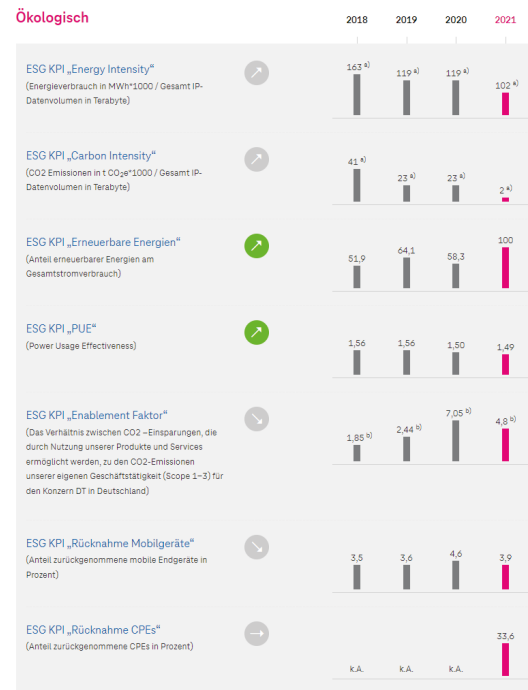 Ökologisch
2018 2019 2020 2021
ESG KPI „Energy Intensity“
(Energieverbrauch in MWh*1000 / Gesamt IP-
Datenvolumen in Terabyte)
163 a) 119 a) 119 a) 102 a)
ESG KPI „Carbon Intensity“
(CO2 Emissionen in t CO₂e*1000 / Gesamt IP-
Datenvolumen in Terabyte)
41 a) 23 a) 23 a) 2 a)
ESG KPI „Erneuerbare Energien“
(Anteil erneuerbarer Energien am
Gesamtstromverbrauch)
51,9 64,1 58,3 100
ESG KPI „PUE“
(Power Usage Effectiveness)
1,56 1,56 1,50 1,49
ESG KPI „Enablement Faktor“
(Das Verhältnis zwischen CO2 –Einsparungen, die
durch Nutzung unserer Produkte und Services
ermöglicht werden, zu den CO2-Emissionen
unserer eigenen Geschäftstätigkeit (Scope 1–3) für
den Konzern DT in Deutschland)
1,85 b) 2,44 b) 7,05 b) 4,8 b)
ESG KPI „Rücknahme Mobilgeräte“
(Anteil zurückgenommene mobile Endgeräte in
Prozent)
3,5 3,6 4,6 3,9
ESG KPI „Rücknahme CPEs“
(Anteil zurückgenommene CPEs in Prozent)
k.A. k.A. k.A. 33,6